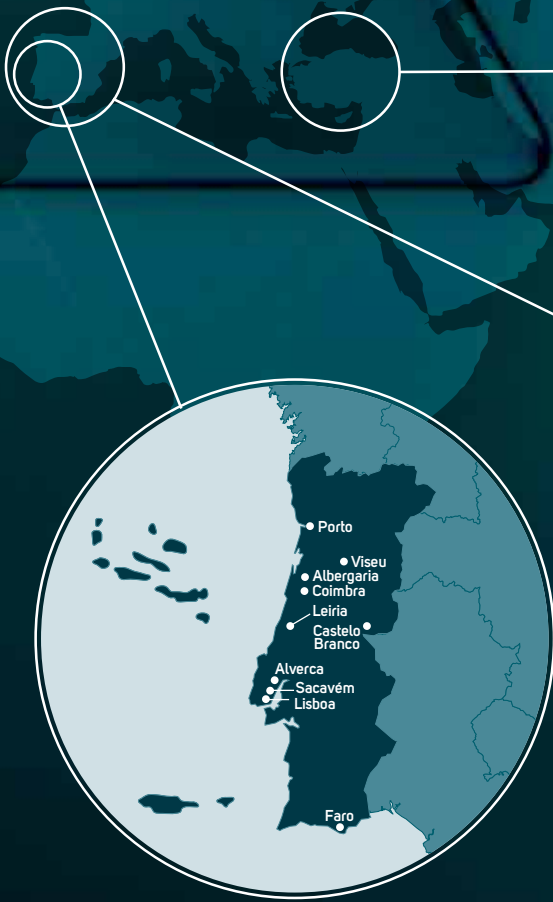 Porto
Viseu
Albergaria
Coimbra
Leiria
Castelo
Branco
Alverca
Sacavém
Lisboa
Faro